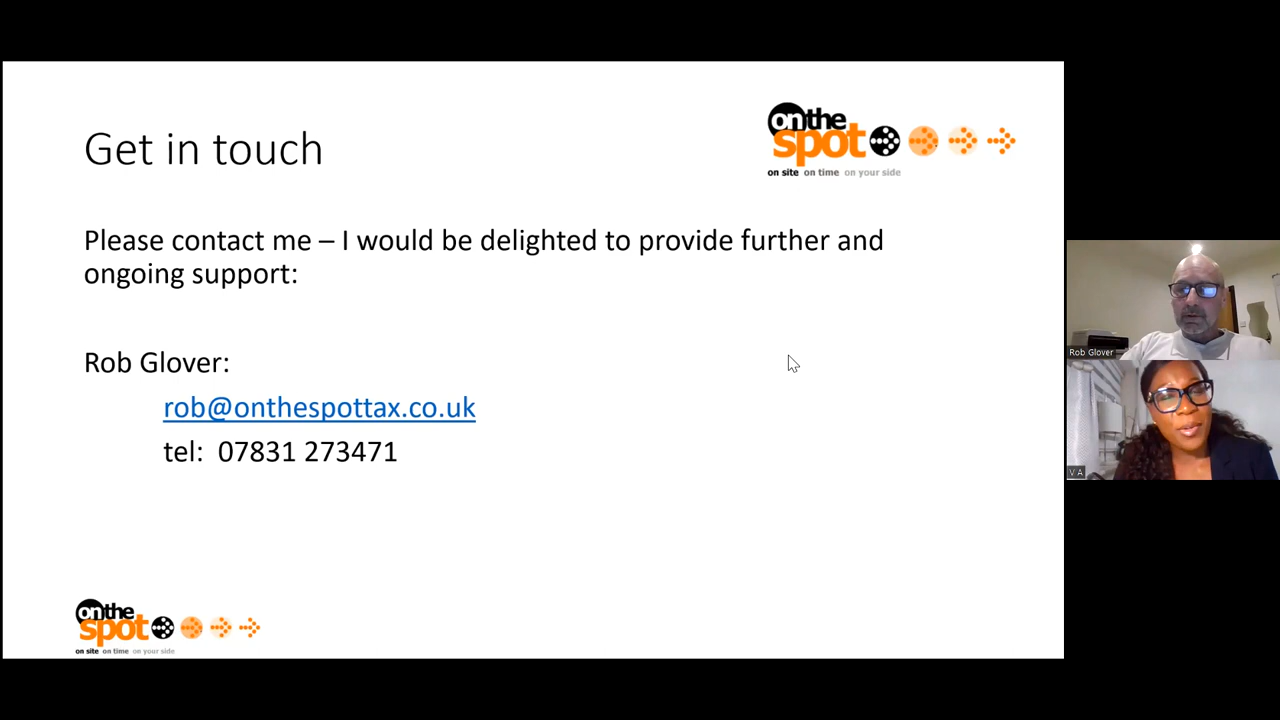 Get in touch
onthe
spot
on site on time on your side
Please contact me – I would be delighted to provide further and
ongoing support:
Rob Glover:
rob@onthespottax.co.uk
tel: 07831 273471
onthe
spot
on site on time on your side
Rob Glover
V A